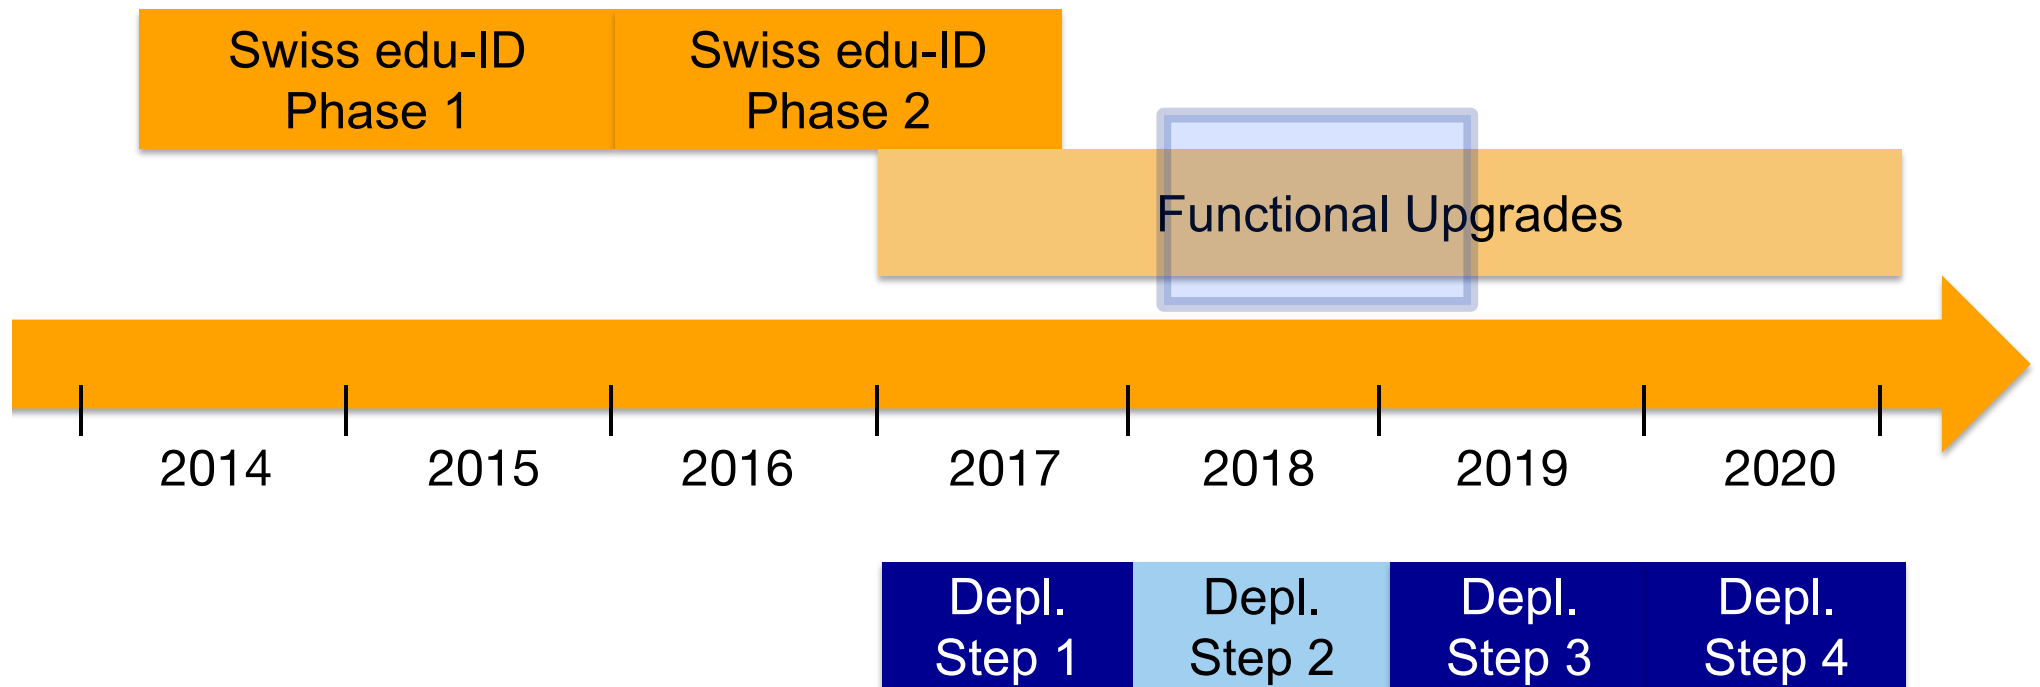 Swiss edu-ID
Phase 1
Swiss edu-ID
Phase 2
Functional Upgrades
2014
2015
2016
2017
2018
2019
2020
Depl.
Step 1
Depl.
Step 2
Depl.
Step 3
Depl.
Step 4